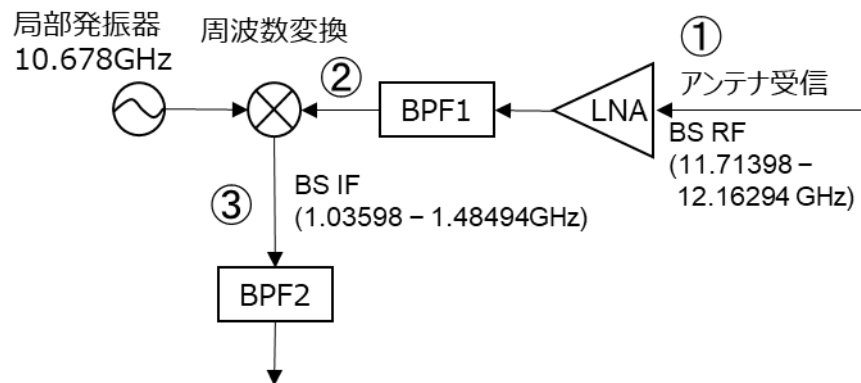 局部発振器
10.678GHz
周波数変換
①
アンテナ受信
②
BPF1
LNA
BS RF
(11.71398 –
12.16294 GHz)
③
BS IF
(1.03598 – 1.48494GHz)
BPF2